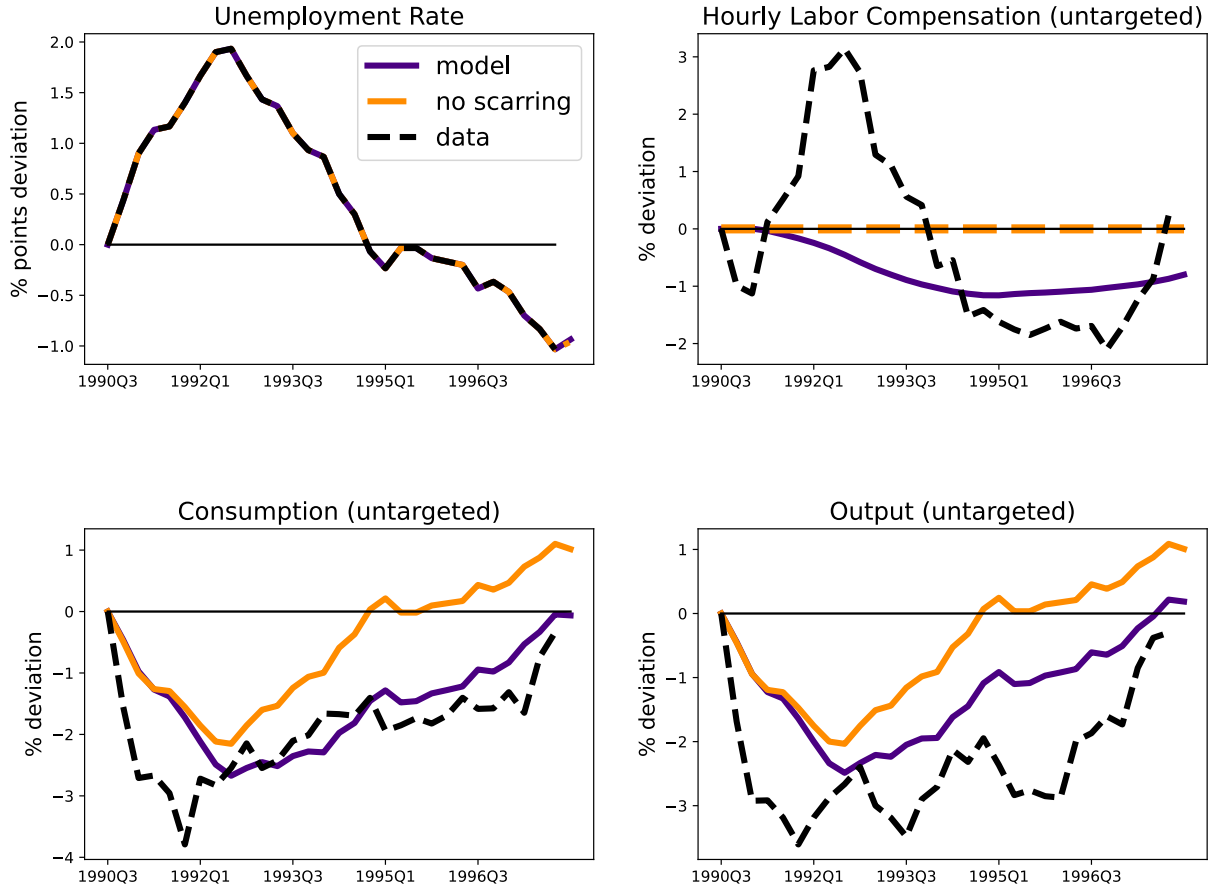 Unemployment Rate
% points deviation
2.0
1.5
1.0
0.5
0.0
−0.5
−1.0
model
no scarring
data
1990Q3
1992Q1
1993Q3
1995Q1
1996Q3
Hourly Labor Compensation (untargeted)
% deviation
3
2
1
0
−1
−2
1990Q3
1992Q1
1993Q3
1995Q1
1996Q3
Consumption (untargeted)
% deviation
1
0
−1
−2
−3
−4
1990Q3
1992Q1
1993Q3
1995Q1
1996Q3
Output (untargeted)
% deviation
1
0
−1
−2
−3
1990Q3
1992Q1
1993Q3
1995Q1
1996Q3